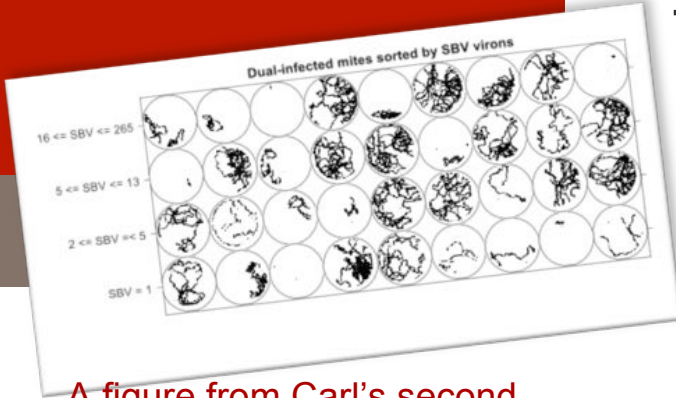 Dual-infected mites sorted by SBV virons
16 <= SBV <= 265
5 <= SBV <= 13
2 <= SBV =< 5
SBV = 1
A figure from Carl's second